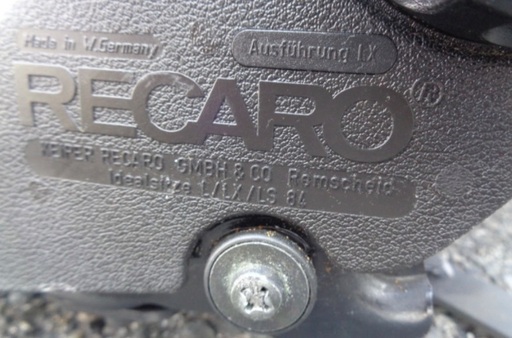 Made in W.Germany
Ausführung LX
RECARO®
KEIPER RECARO GMBH & CO Remscheid
Idealsitze L/LX/LS 84